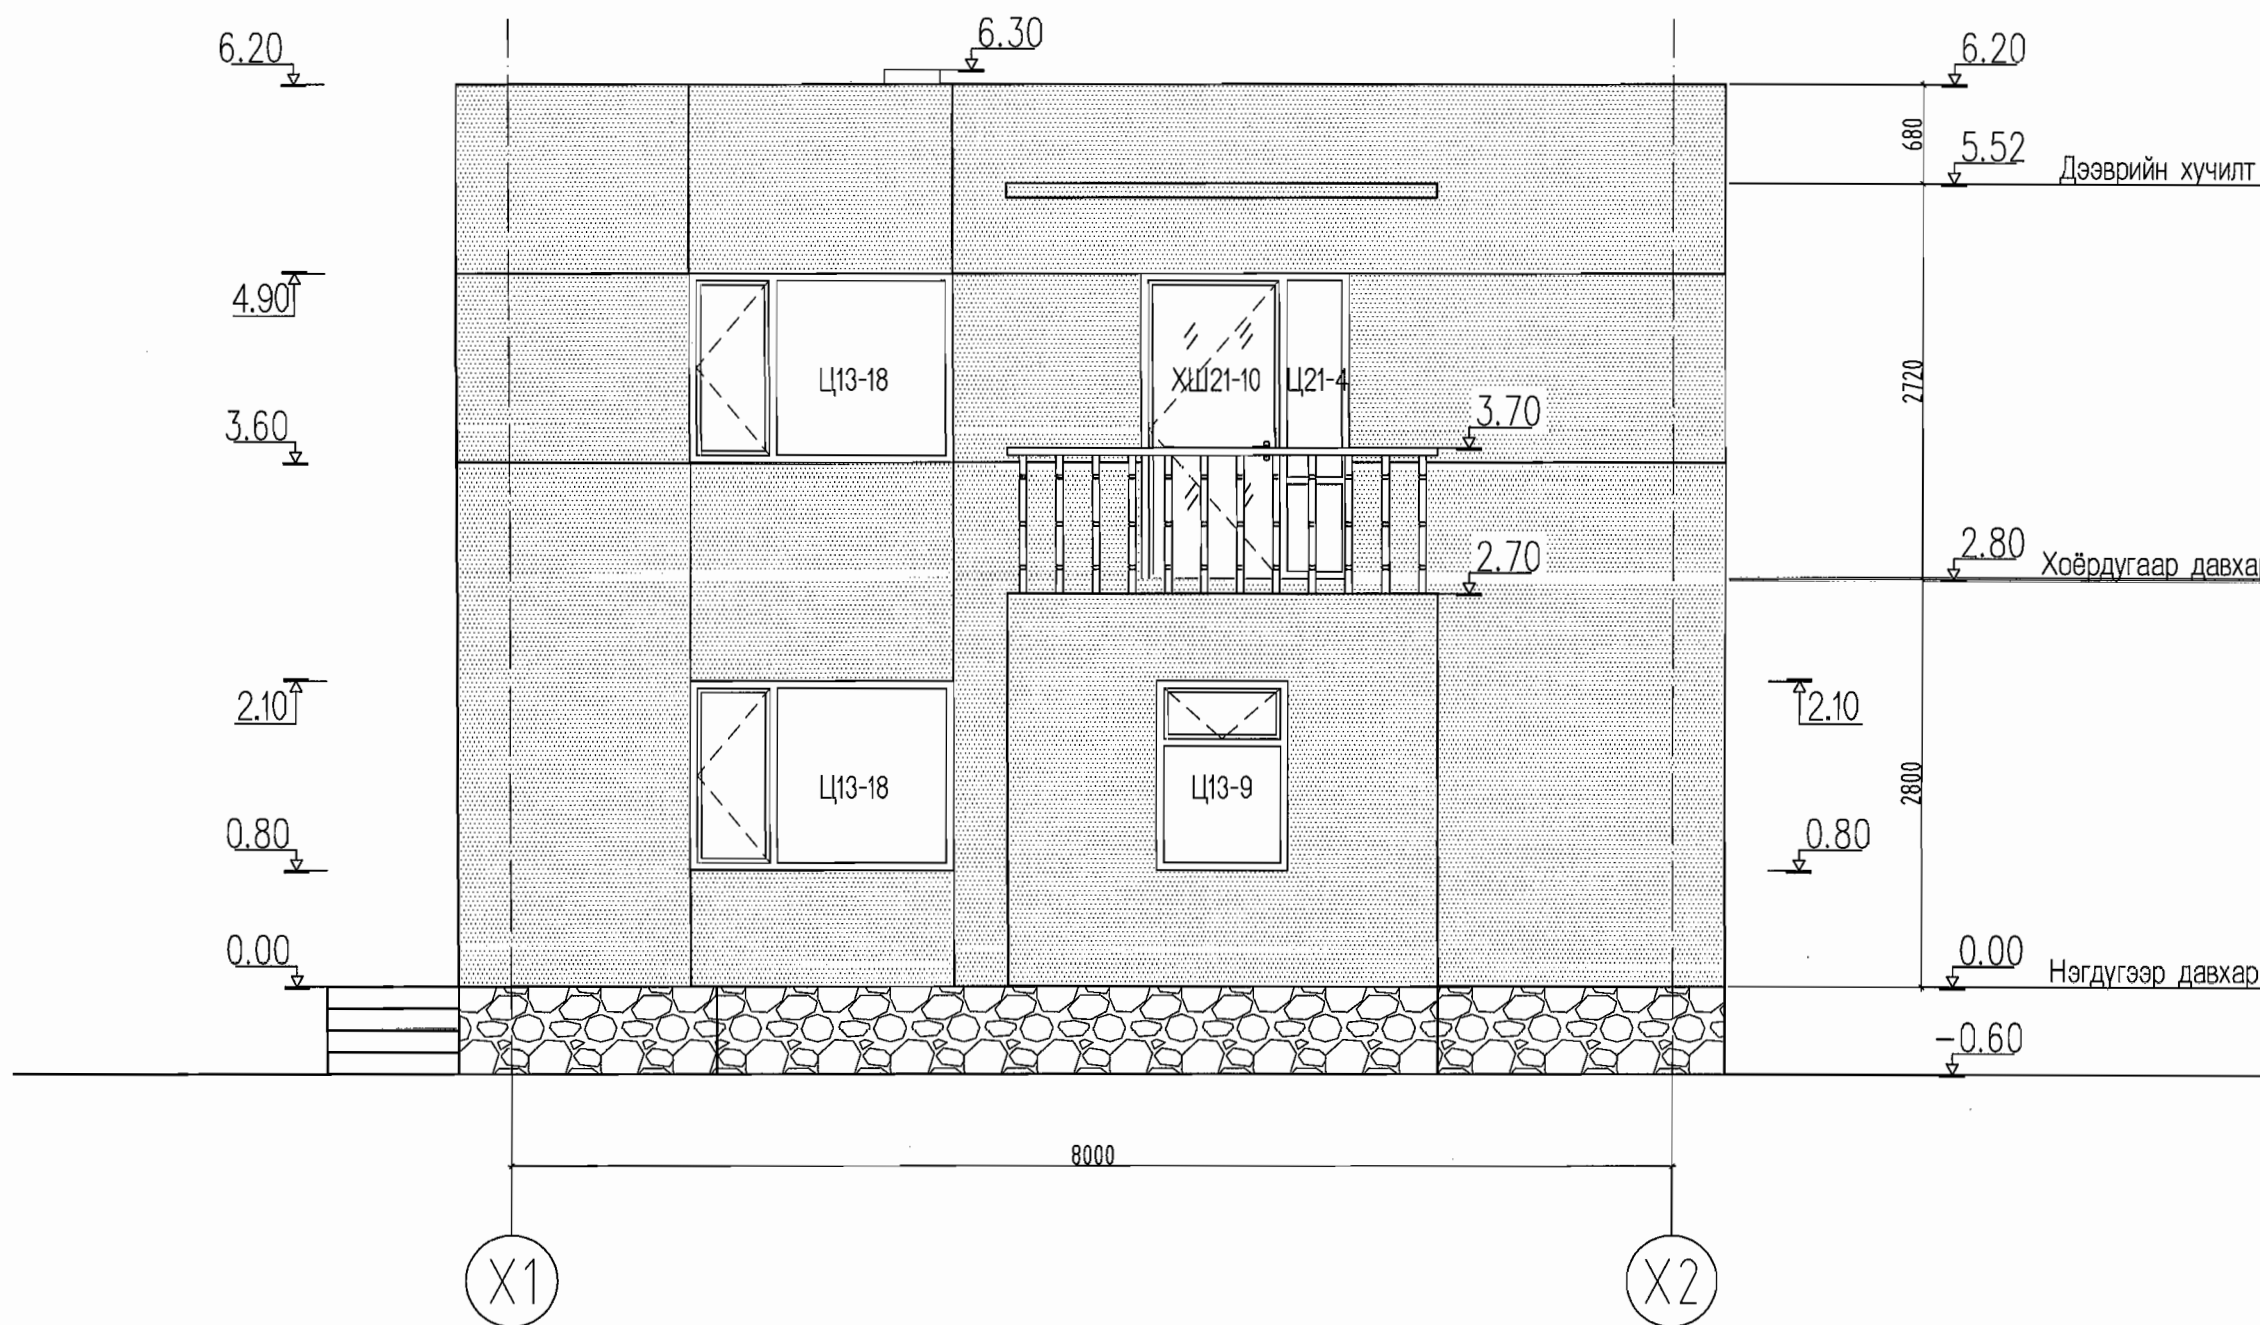 6.30
6.20
6.20
680
5.52
Дээврийн хучилт
4.90
Ц13-18
ХШ21-10
Ц21-4
2720
3.60
3.70
2.70
2.80
Хоёрдугаар давхар
2.10
2.10
Ц13-18
Ц13-9
2800
0.80
0.80
0.00
0.00
Нэгдүгээр давхар
-0.60
8000
X1
X2